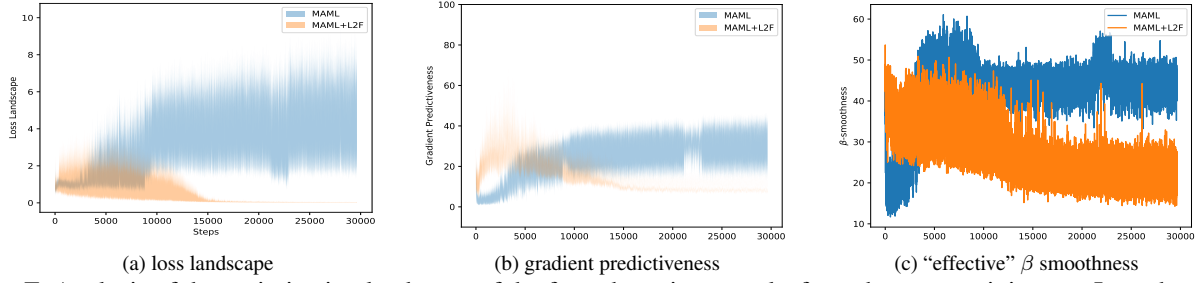 10
8
6
4
2
0
Loss Landscape
0 5000 10000 15000 20000 25000 30000
Steps
MAML
MAML+L2F
(a) loss landscape
100
80
60
40
20
0
Gradient Predictiveness
0 5000 10000 15000 20000 25000 30000
MAML
MAML+L2F
(b) gradient predictiveness
60
50
40
30
20
10
β-smoothness
0 5000 10000 15000 20000 25000 30000
MAML
MAML+L2F
(c) “effective” β smoothness